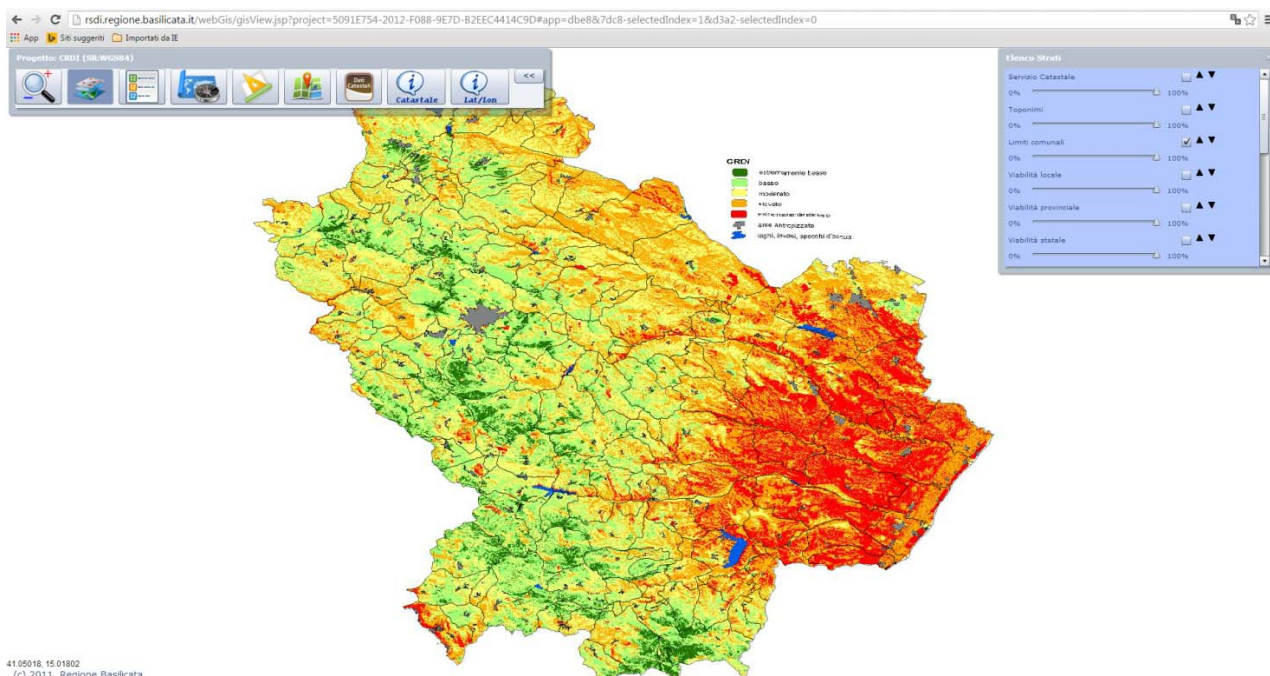 rsdi.regione.basilicata.it/webGis/gisView.jsp?project=5091E754-2012-F088-9E7D-B2EEC4414C9D#app=dbe8&7dc8-selectedIndex=1&d3a2-selectedIndex=0
App Siti suggeriti Importati da IE
Progetto: CRDI (SR:WGS84)
Dati Catastali
Catastale
Lat/Lon
<<
Elenco Strati
Servizio Catastale
0% 100%
Toponimi
0% 100%
Limiti comunali
0% 100%
Viabilità locale
0% 100%
Viabilità provinciale
0% 100%
Viabilità statale
0% 100%
CRDI
estremamente basso
basso
moderato
elevato
aree antropizzate
laghi, invasi, specchi d'acqua
41.05018, 15.01802
(c) 2011, Regione Basilicata